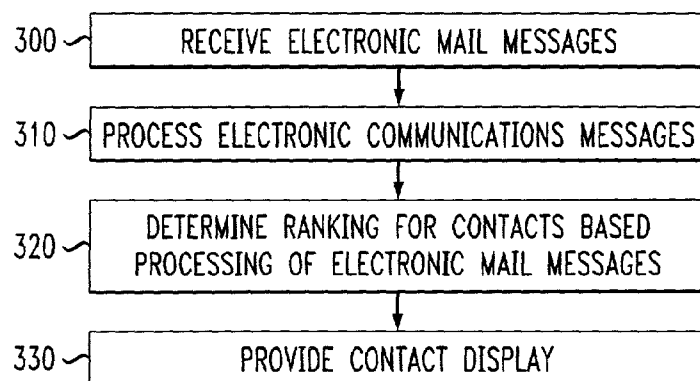 300 RECEIVE ELECTRONIC MAIL MESSAGES
310 PROCESS ELECTRONIC COMMUNICATIONS MESSAGES
320 DETERMINE RANKING FOR CONTACTS BASED
PROCESSING OF ELECTRONIC MAIL MESSAGES
330 PROVIDE CONTACT DISPLAY